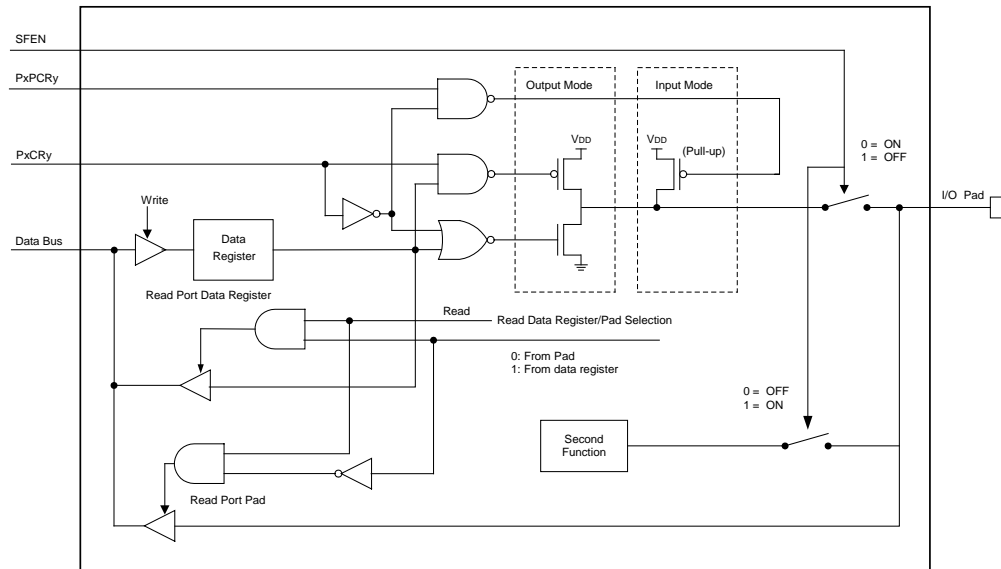 SFEN
PxPCRy
Output Mode
Input Mode
VDD
VDD
(Pull-up)
0 = ON
1 = OFF
PxCRy
I/O Pad
Write
Data Bus
Data
Register
Read Port Data Register
Read
Read Data Register/Pad Selection
0: From Pad
1: From data register
0 = OFF
1 = ON
Second
Function
Read Port Pad